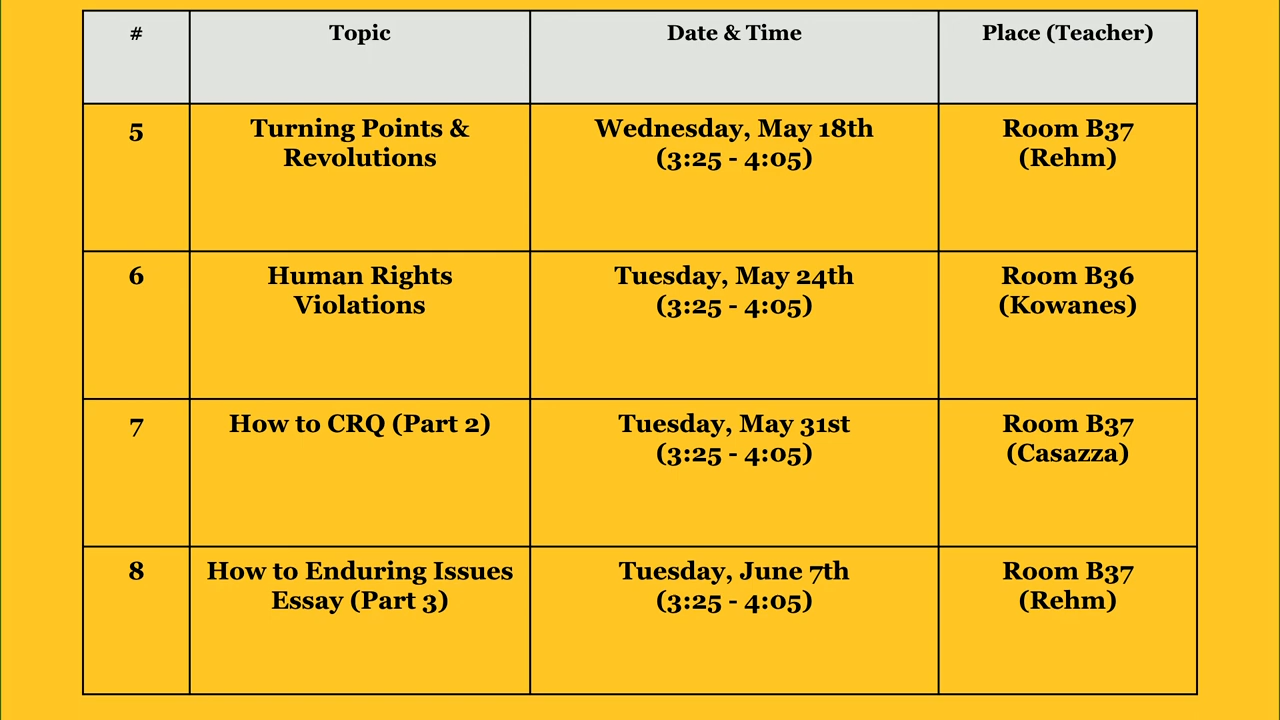 # Topic Date & Time Place (Teacher)
5 Turning Points & Wednesday, May 18th Room B37
Revolutions (3:25 - 4:05) (Rehm)
6 Human Rights Tuesday, May 24th Room B36
Violations (3:25 - 4:05) (Kowanes)
7 How to CRQ (Part 2) Tuesday, May 31st Room B37
(3:25 - 4:05) (Casazza)
8 How to Enduring Issues Tuesday, June 7th Room B37
Essay (Part 3) (3:25 - 4:05) (Rehm)